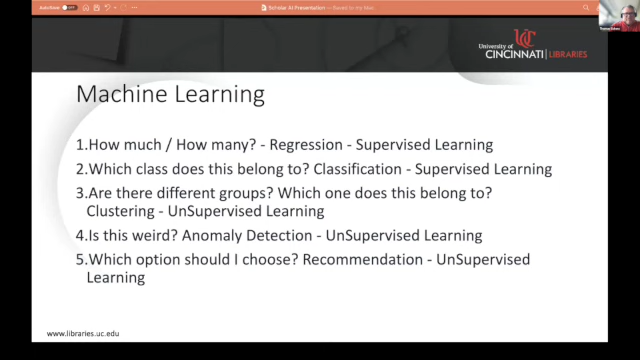 AutoSave OFF
Scholar AI Presentation — Saved to my Mac
University of
CINCINNATI LIBRARIES
Machine Learning
1.How much / How many? - Regression - Supervised Learning
2.Which class does this belong to? Classification - Supervised Learning
3.Are there different groups? Which one does this belong to?
Clustering - UnSupervised Learning
4.Is this weird? Anomaly Detection - UnSupervised Learning
5.Which option should I choose? Recommendation - UnSupervised
Learning
www.libraries.uc.edu